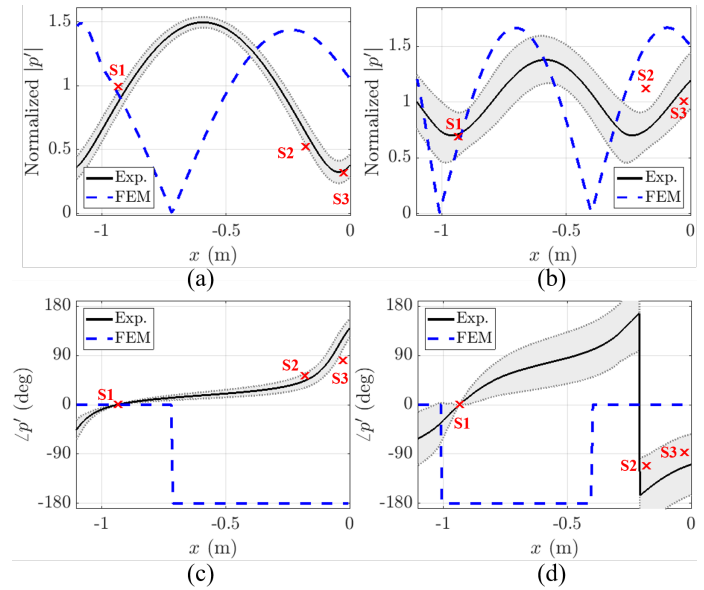 1.5
1
0.5
0
Normalized |p′|
S1
S2
S3
Exp.
FEM
-1
-0.5
0
x (m)
(a)
1.5
1
0.5
0
Normalized |p′|
S1
S2
S3
Exp.
FEM
-1
-0.5
0
x (m)
(b)
180
90
0
-90
-180
∠p′ (deg)
Exp.
FEM
S1
S2
S3
-1
-0.5
0
x (m)
(c)
180
90
0
-90
-180
∠p′ (deg)
Exp.
FEM
S1
S2
S3
-1
-0.5
0
x (m)
(d)